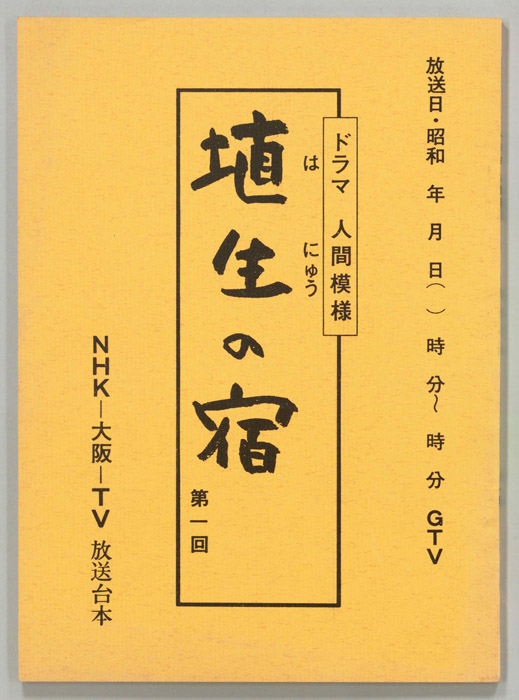 放送日・昭和 年 月 日( ) 時 分〜 時 分 GTV
ドラマ 人間模様
はにゅう
埴生の宿
第一回
NHK—大阪—TV 放送台本